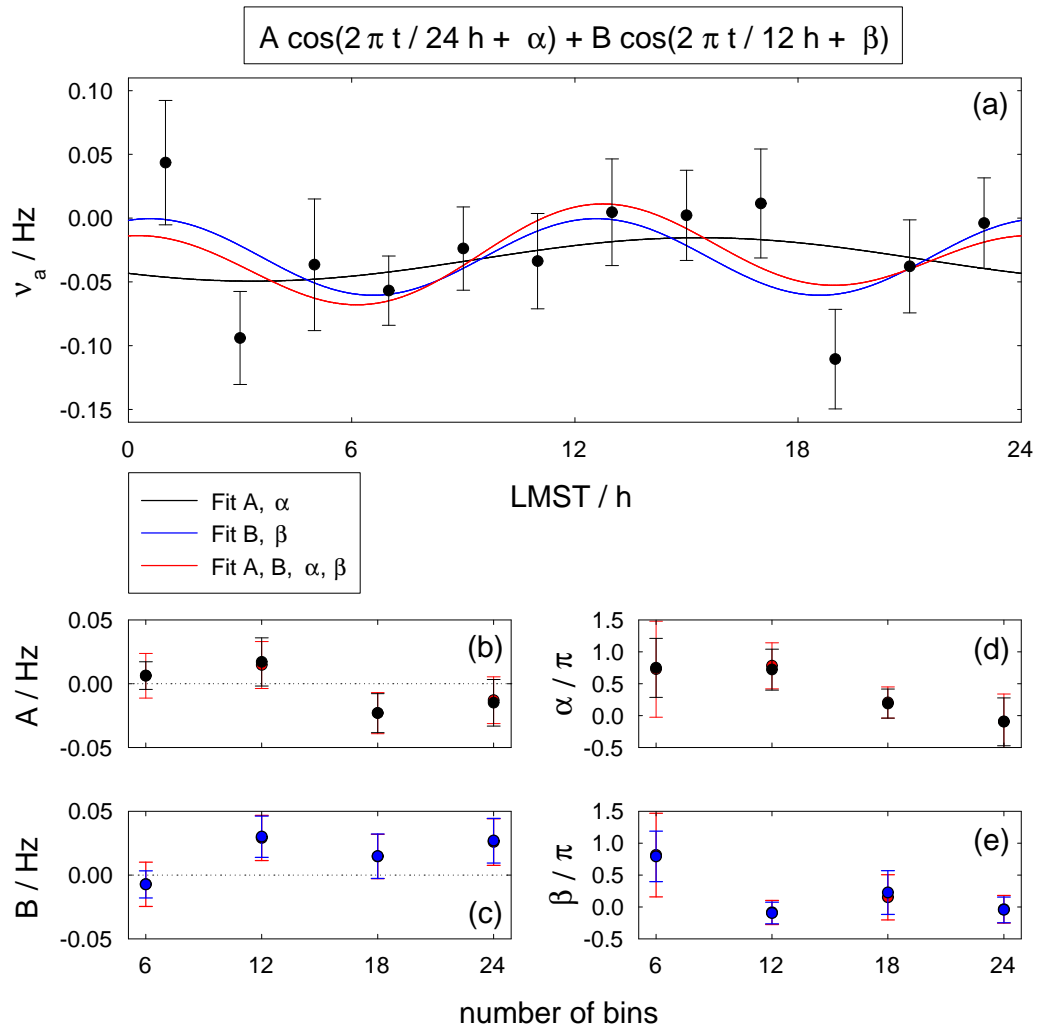 A cos(2 π t / 24 h + α) + B cos(2 π t / 12 h + β)
(a)
0.10
0.05
0.00
-0.05
-0.10
-0.15
ν_a / Hz
0 6 12 18 24
LMST / h
Fit A, α
Fit B, β
Fit A, B, α, β
(b)
0.05
0.00
-0.05
A / Hz
(d)
1.5
1.0
0.5
0.0
-0.5
α / π
(c)
0.05
0.00
-0.05
B / Hz
6 12 18 24
(e)
1.5
1.0
0.5
0.0
-0.5
β / π
6 12 18 24
number of bins